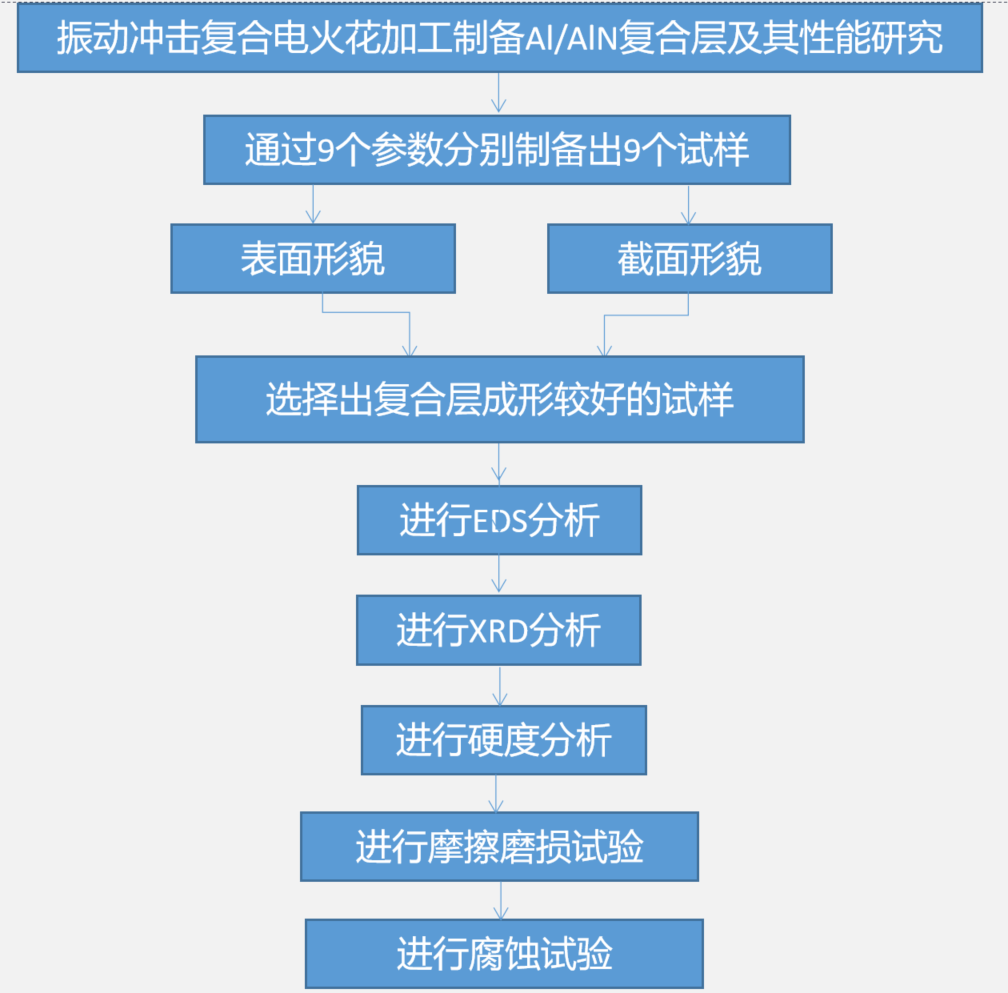 振动冲击复合电火花加工制备Al/AlN复合层及其性能研究
通过9个参数分别制备出9个试样
表面形貌
截面形貌
选择出复合层成形较好的试样
进行EDS分析
进行XRD分析
进行硬度分析
进行摩擦磨损试验
进行腐蚀试验